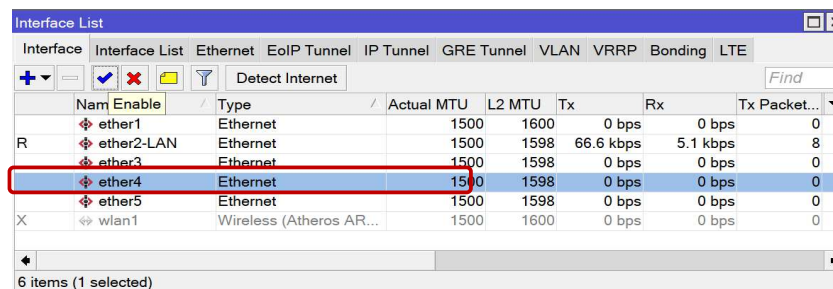 Interface List
Interface Interface List Ethernet EoIP Tunnel IP Tunnel GRE Tunnel VLAN VRRP Bonding LTE
Detect Internet Find
Nam Enable Type Actual MTU L2 MTU Tx Rx Tx Packet...
ether1 Ethernet 1500 1600 0 bps 0 bps 0
R ether2-LAN Ethernet 1500 1598 66.6 kbps 5.1 kbps 8
ether3 Ethernet 1500 1598 0 bps 0 bps 0
ether4 Ethernet 1500 1598 0 bps 0 bps 0
ether5 Ethernet 1500 1598 0 bps 0 bps 0
X wlan1 Wireless (Atheros AR... 1500 1600 0 bps 0 bps 0
6 items (1 selected)